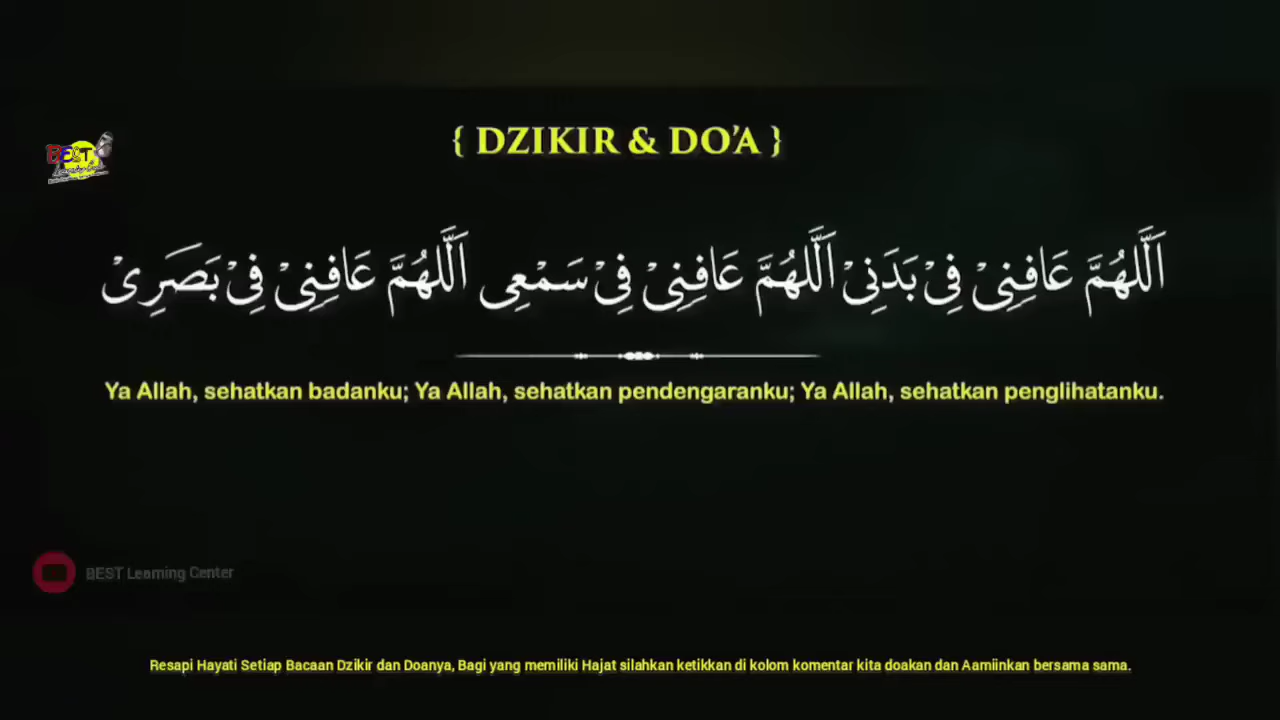 { DZIKIR & DO'A }
BEST
اَللّٰهُمَّ عَافِنِيْ فِيْ بَدَنِيْ اَللّٰهُمَّ عَافِنِيْ فِيْ سَمْعِى اَللّٰهُمَّ عَافِنِيْ فِيْ بَصَرِيْ
Ya Allah, sehatkan badanku; Ya Allah, sehatkan pendengaranku; Ya Allah, sehatkan penglihatanku.
BEST Learning Center
Resapi Hayati Setiap Bacaan Dzikir dan Doanya, Bagi yang memiliki Hajat silahkan ketikkan di kolom komentar kita doakan dan Aamiinkan bersama sama.